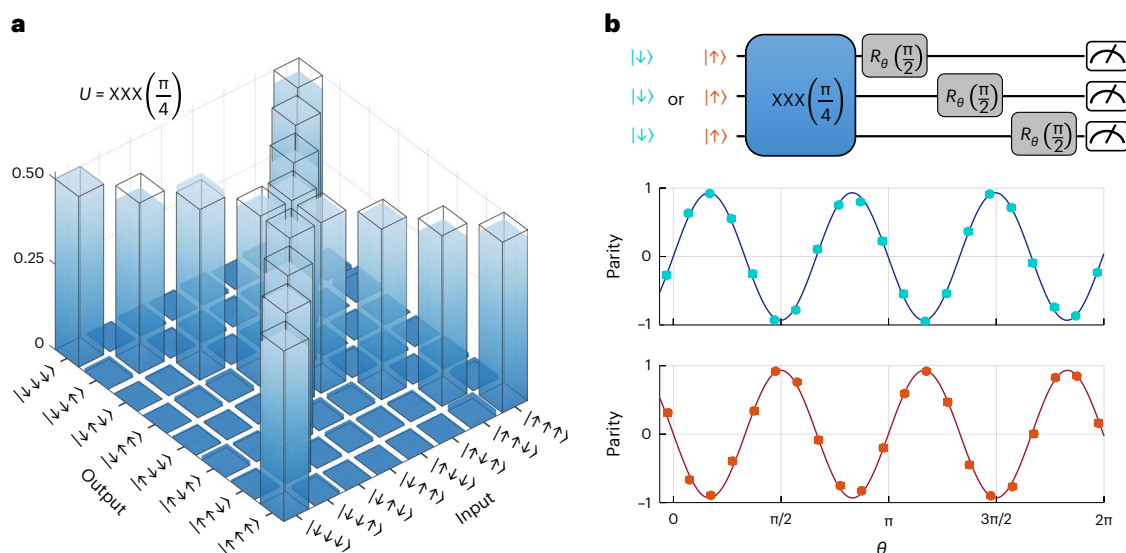 a
U = XXX(π/4)
0.50
0.25
0
|↓↓↓⟩
|↓↓↑⟩
|↓↑↓⟩
|↓↑↑⟩
|↑↓↓⟩
|↑↓↑⟩
|↑↑↓⟩
|↑↑↑⟩
Output
|↓↓↓⟩
|↓↓↑⟩
|↓↑↓⟩
|↓↑↑⟩
|↑↓↓⟩
|↑↓↑⟩
|↑↑↓⟩
|↑↑↑⟩
Input
b
|↓⟩ |↑⟩
|↓⟩ or |↑⟩
|↓⟩ |↑⟩
XXX(π/4)
Rθ(π/2)
Rθ(π/2)
Rθ(π/2)
1
0
−1
Parity
1
0
−1
Parity
0 π/2 π 3π/2 2π
θ